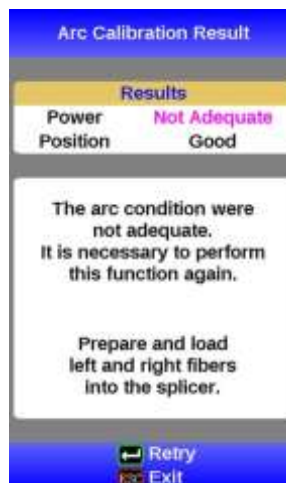 Arc Calibration Result
Results
Power Not Adequate
Position Good
The arc condition were
not adequate.
It is necessary to perform
this function again.
Prepare and load
left and right fibers
into the splicer.
Retry
ESC Exit